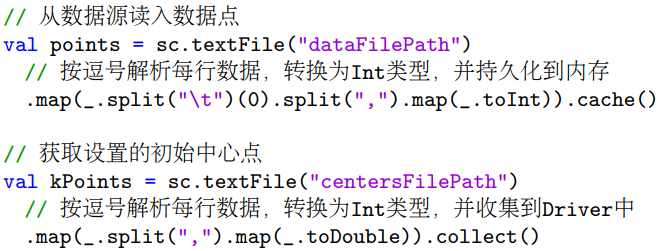 // 从数据源读入数据点
val points = sc.textFile("dataFilePath")
// 按逗号解析每行数据，转换为Int类型，并持久化到内存
.map(_.split("\t")(0).split(",").map(_.toInt)).cache()
// 获取设置的初始中心点
val kPoints = sc.textFile("centersFilePath")
// 按逗号解析每行数据，转换为Int类型，并收集到Driver中
.map(_.split(",").map(_.toDouble)).collect()